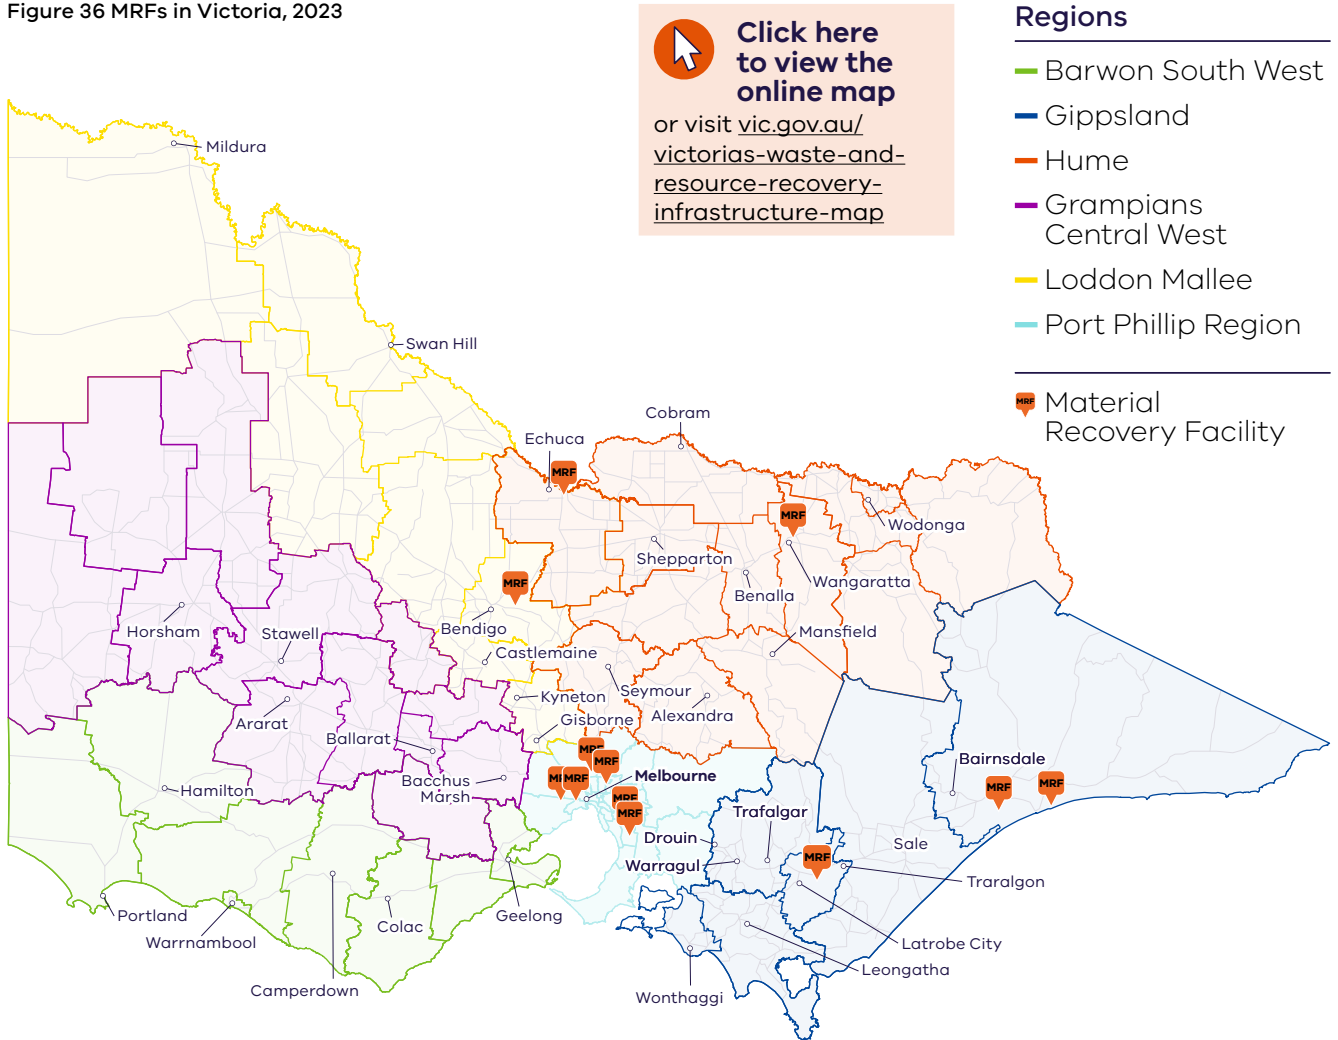 Figure 36 MRFs in Victoria, 2023
Click here
to view the
online map
or visit vic.gov.au/
victorias-waste-and-
resource-recovery-
infrastructure-map
Regions
Barwon South West
Gippsland
Hume
Grampians
Central West
Loddon Mallee
Port Phillip Region
MRF
Material
Recovery Facility
Mildura
Swan Hill
Cobram
Echuca
MRF
MRF
Wodonga
Shepparton
MRF
Wangaratta
Benalla
Horsham
Stawell
Bendigo
Mansfield
Castlemaine
Kyneton
Seymour
Ararat
Gisborne
Alexandra
Ballarat
MRF
MRF
Bairnsdale
Bacchus
Marsh
MRF
MRF
Melbourne
MRF
MRF
Hamilton
MRF
MRF
Trafalgar
Drouin
Sale
Warragul
MRF
Traralgon
Portland
Geelong
Warrnambool
Colac
Latrobe City
Leongatha
Camperdown
Wonthaggi